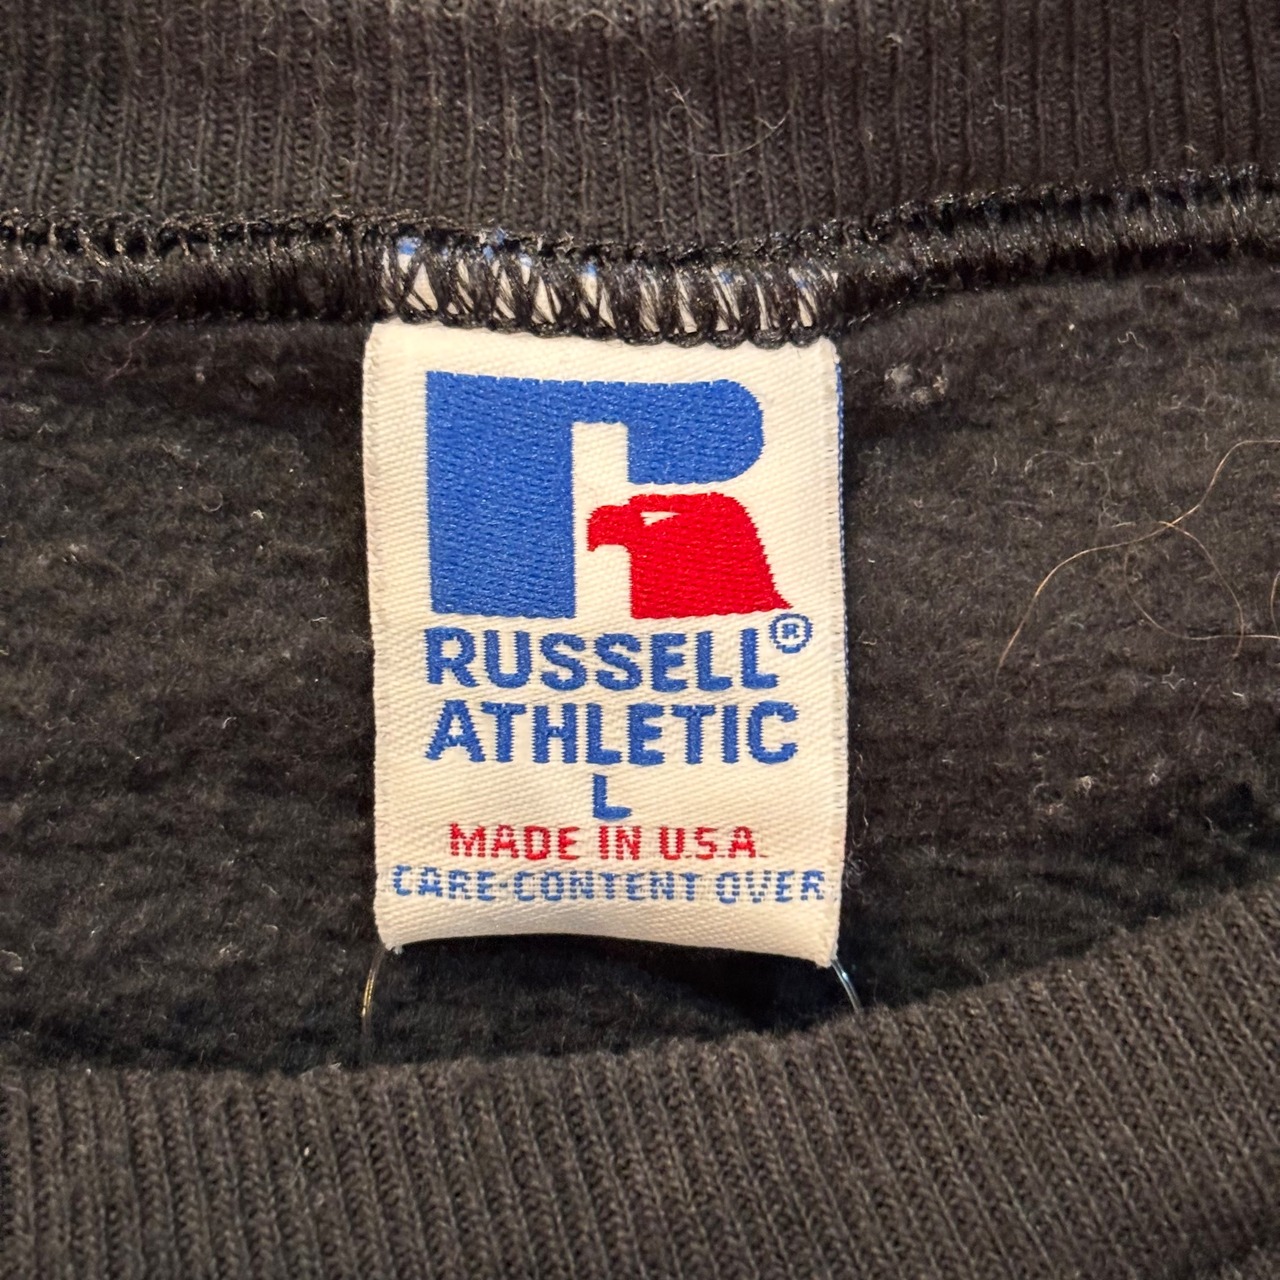 RUSSELL®
ATHLETIC
L
MADE IN U.S.A.
CARE-CONTENT OVER